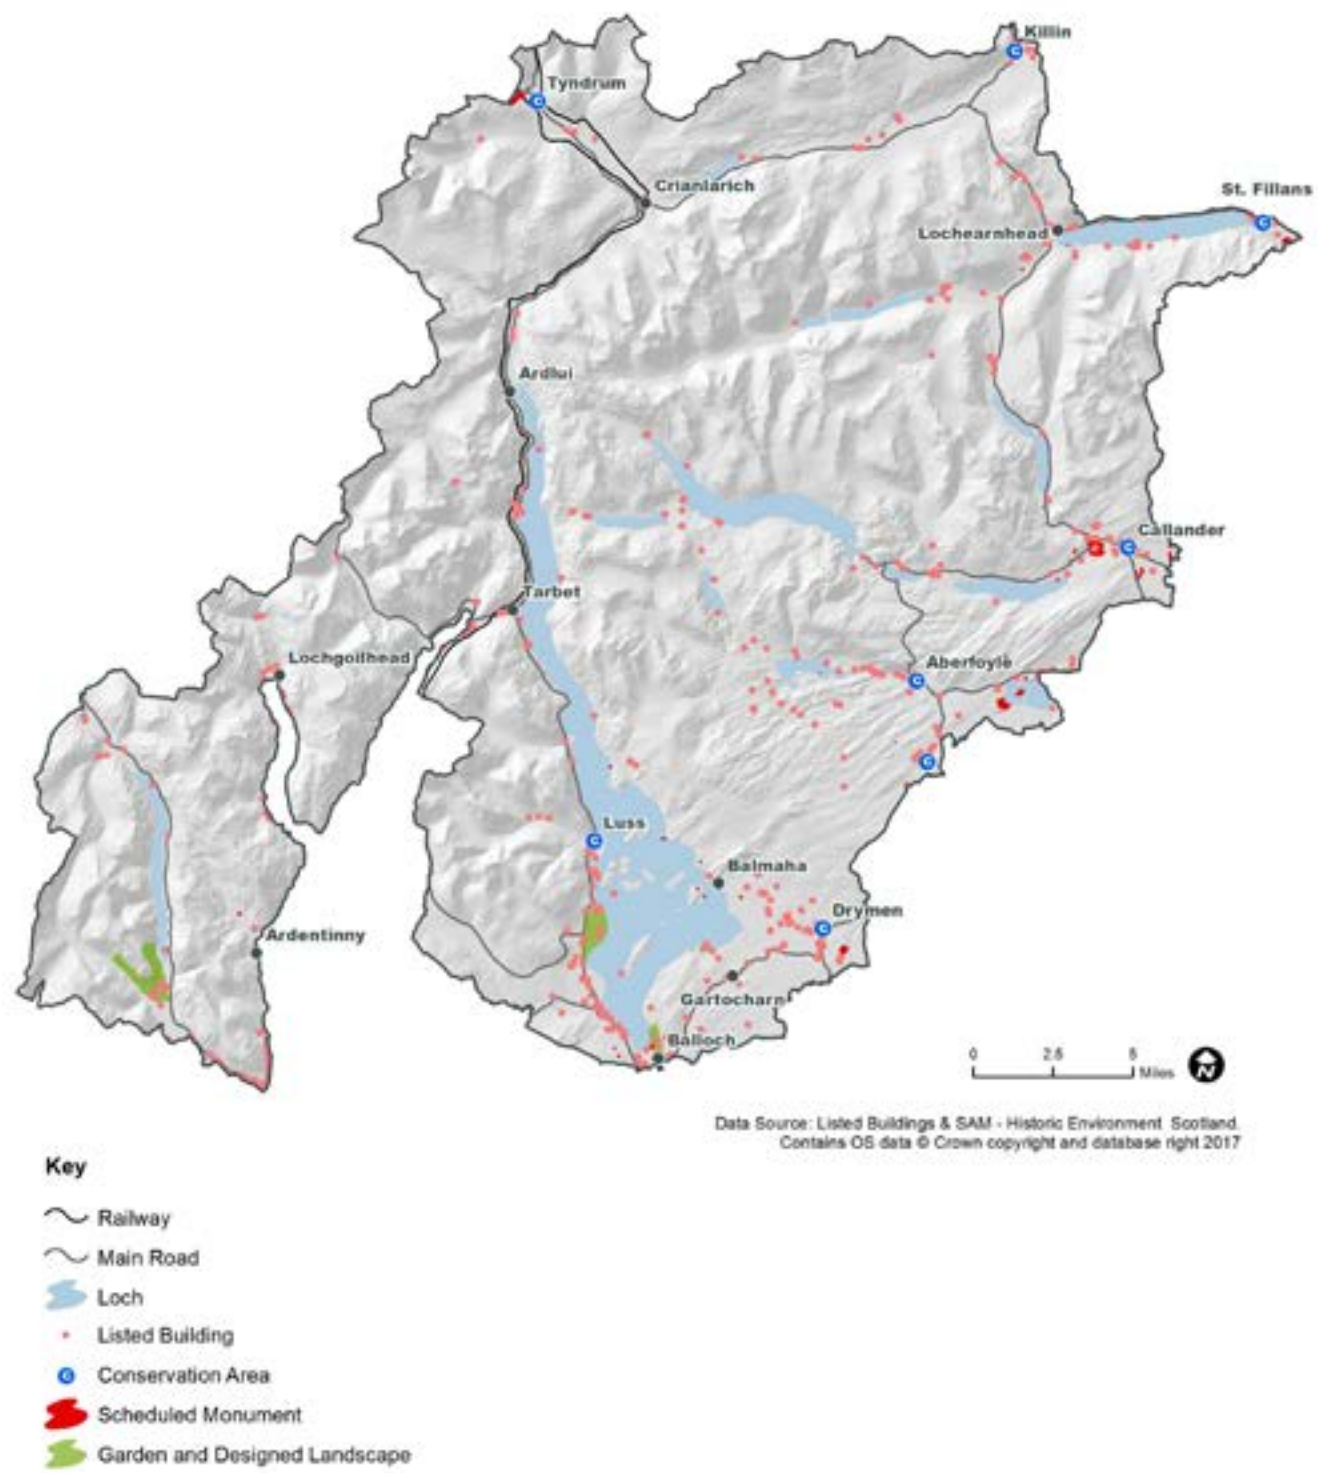 Killin
Tyndrum
Crianlarich
St. Fillans
Lochearnhead
Ardlui
Callander
Tarbet
Lochgoilhead
Aberfoyle
Luss
Balmaha
Drymen
Ardentinny
Gartocharn
Balloch
0 2.5 5
Miles
N
Data Source: Listed Buildings & SAM - Historic Environment Scotland.
Contains OS data © Crown copyright and database right 2017
Key
Railway
Main Road
Loch
Listed Building
C Conservation Area
Scheduled Monument
Garden and Designed Landscape